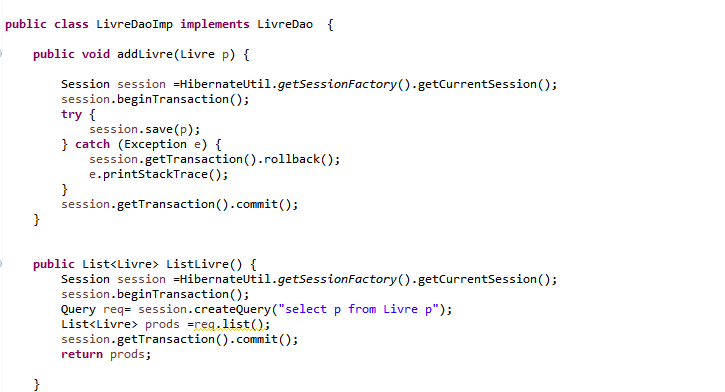 public class LivreDaoImp implements LivreDao  {
public void addLivre(Livre p) {
Session session =HibernateUtil.getSessionFactory().getCurrentSession();
session.beginTransaction();
try {
session.save(p);
} catch (Exception e) {
session.getTransaction().rollback();
e.printStackTrace();
}
session.getTransaction().commit();
}
public List<Livre> ListLivre() {
Session session =HibernateUtil.getSessionFactory().getCurrentSession();
session.beginTransaction();
Query req= session.createQuery("select p from Livre p");
List<Livre> prods =req.list();
session.getTransaction().commit();
return prods;
}